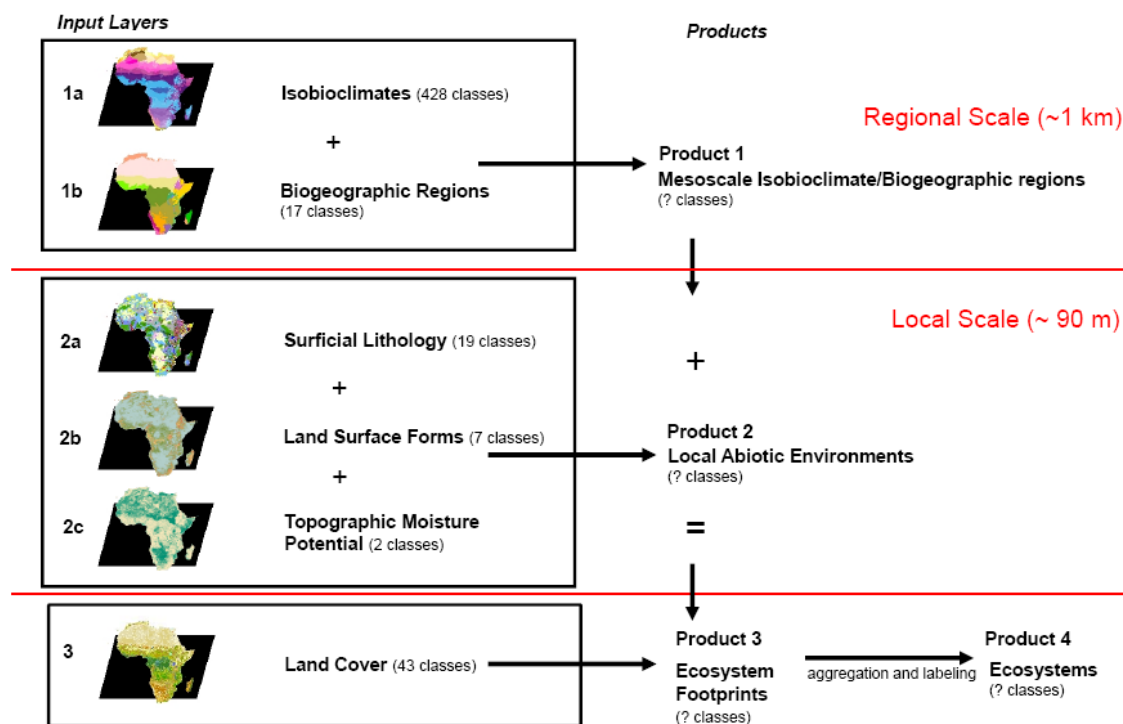 Input Layers
Products
1a
Isobioclimates (428 classes)
+
Regional Scale (~1 km)
1b
Biogeographic Regions
(17 classes)
Product 1
Mesoscale Isobioclimate/Biogeographic regions
(? classes)
Local Scale (~ 90 m)
2a
Surficial Lithology (19 classes)
+
+
2b
Land Surface Forms (7 classes)
+
Product 2
Local Abiotic Environments
(? classes)
2c
Topographic Moisture
Potential (2 classes)
=
3
Land Cover (43 classes)
Product 3
Ecosystem
Footprints
(? classes)
aggregation and labeling
Product 4
Ecosystems
(? classes)